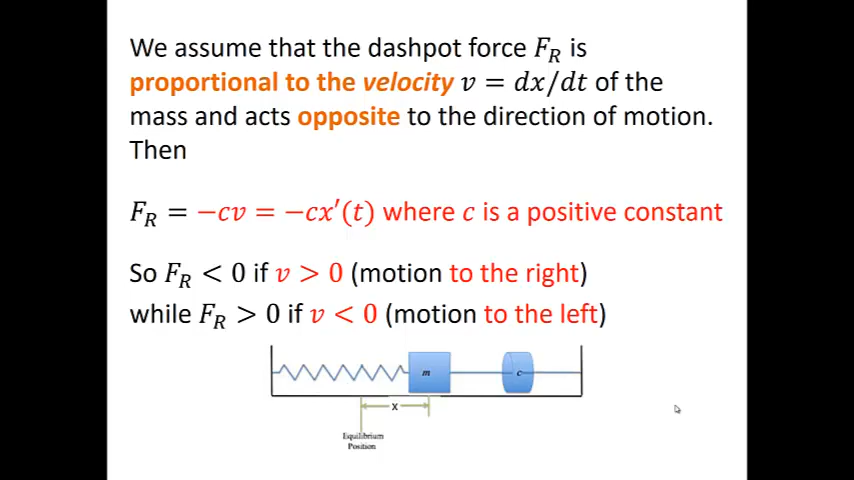 We assume that the dashpot force F_R is
proportional to the velocity v = dx/dt of the
mass and acts opposite to the direction of motion.
Then
F_R = −cv = −cx′(t) where c is a positive constant
So F_R < 0 if v > 0 (motion to the right)
while F_R > 0 if v < 0 (motion to the left)
m
c
x
Equilibrium
Position